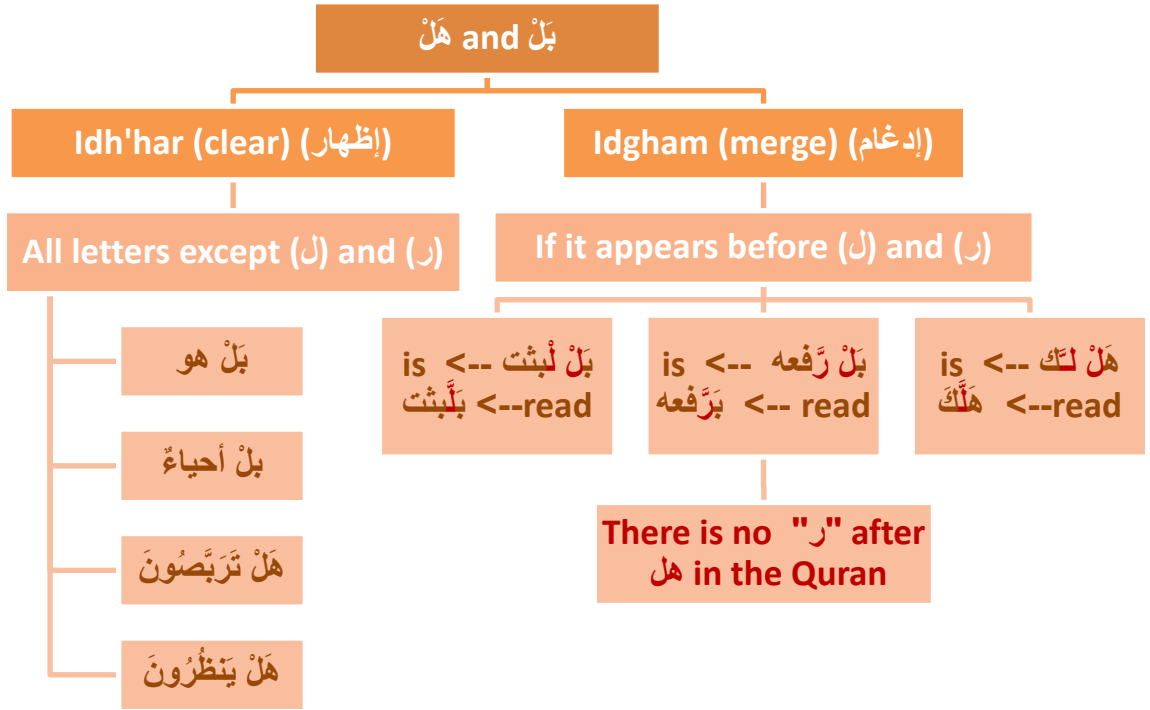 هَلْ and بَلْ
Idh'har (clear) (إظهار)
Idgham (merge) (إدغام)
All letters except (ل) and (ر)
If it appears before (ل) and (ر)
بَلْ هو
بلْ أحياءٌ
هَلْ تَرَبَّصُونَ
هَلْ يَنظُرُونَ
بَلْ لْبثت --> is
read--> بَلَّبثت
بَلْ رَّفعه --> is
read --> بَرَّفعه
هَلْ لـَّك --> is
read--> هَلَّكَ
There is no "ر" after
هل in the Quran